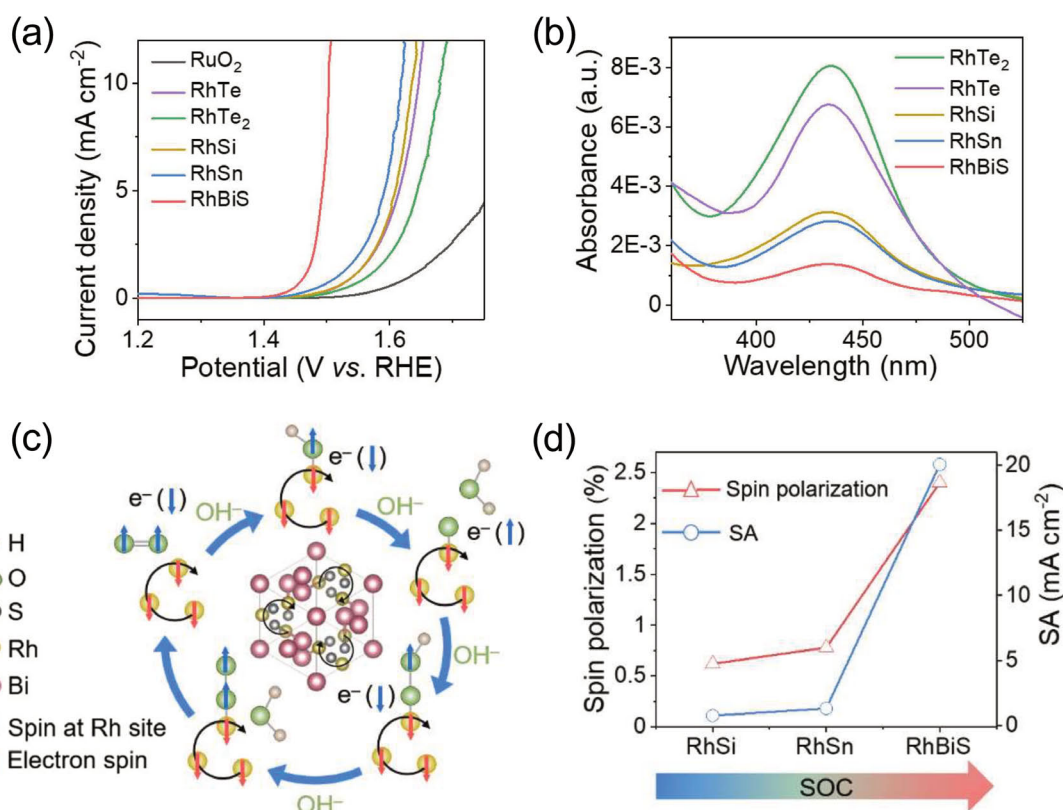 (a)
Current density (mA cm⁻²)
10
5
0
RuO₂
RhTe
RhTe₂
RhSi
RhSn
RhBiS
1.2
1.4
1.6
Potential (V vs. RHE)
(b)
Absorbance (a.u.)
8E-3
6E-3
4E-3
2E-3
0
RhTe₂
RhTe
RhSi
RhSn
RhBiS
400
450
500
Wavelength (nm)
(c)
e⁻(↓)
e⁻(↓)
OH⁻
OH⁻
e⁻(↑)
OH⁻
e⁻(↓)
OH⁻
H
O
S
Rh
Bi
Spin at Rh site
Electron spin
(d)
Spin polarization (%)
2.5
2
1.5
1
0.5
0
Spin polarization
SA
20
15
10
5
0
SA (mA cm⁻²)
RhSi
RhSn
RhBiS
SOC